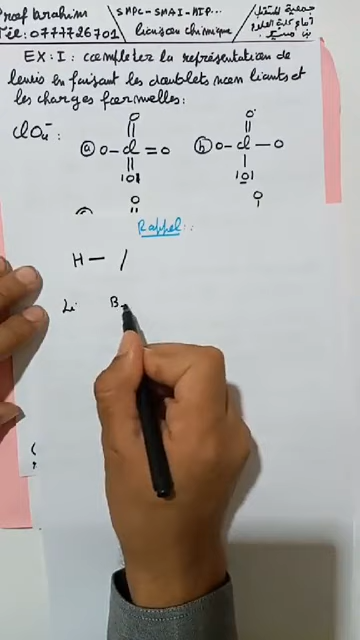 Prof Ibrahim
Tél: 0777726701
SMPC-SMAI-MIP...
liaison chimique
EX:I: completer la représentation de
lewis en faisant les doublets non liants et
les charges formelles:
ClO₄⁻:
O
ⓐ O-Cl=O
|O|
O
ⓑ O-Cl-O
|O|
O
O
Rappel:
H - /
Li B